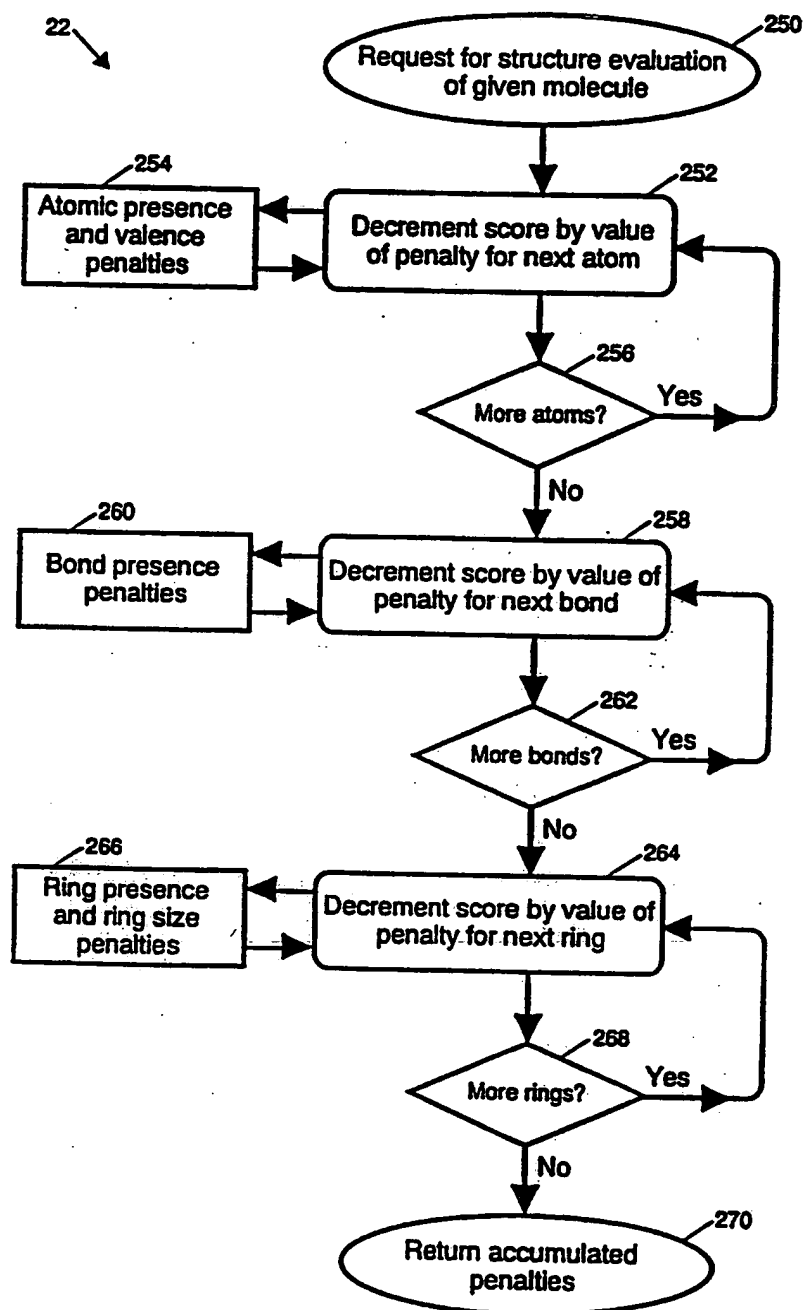 22
250
Request for structure evaluation
of given molecule
254
252
Atomic presence
and valence
penalties
Decrement score by value
of penalty for next atom
256
More atoms?
Yes
No
260
258
Bond presence
penalties
Decrement score by value of
penalty for next bond
262
More bonds?
Yes
No
266
264
Ring presence
and ring size
penalties
Decrement score by value of
penalty for next ring
268
More rings?
Yes
No
270
Return accumulated
penalties